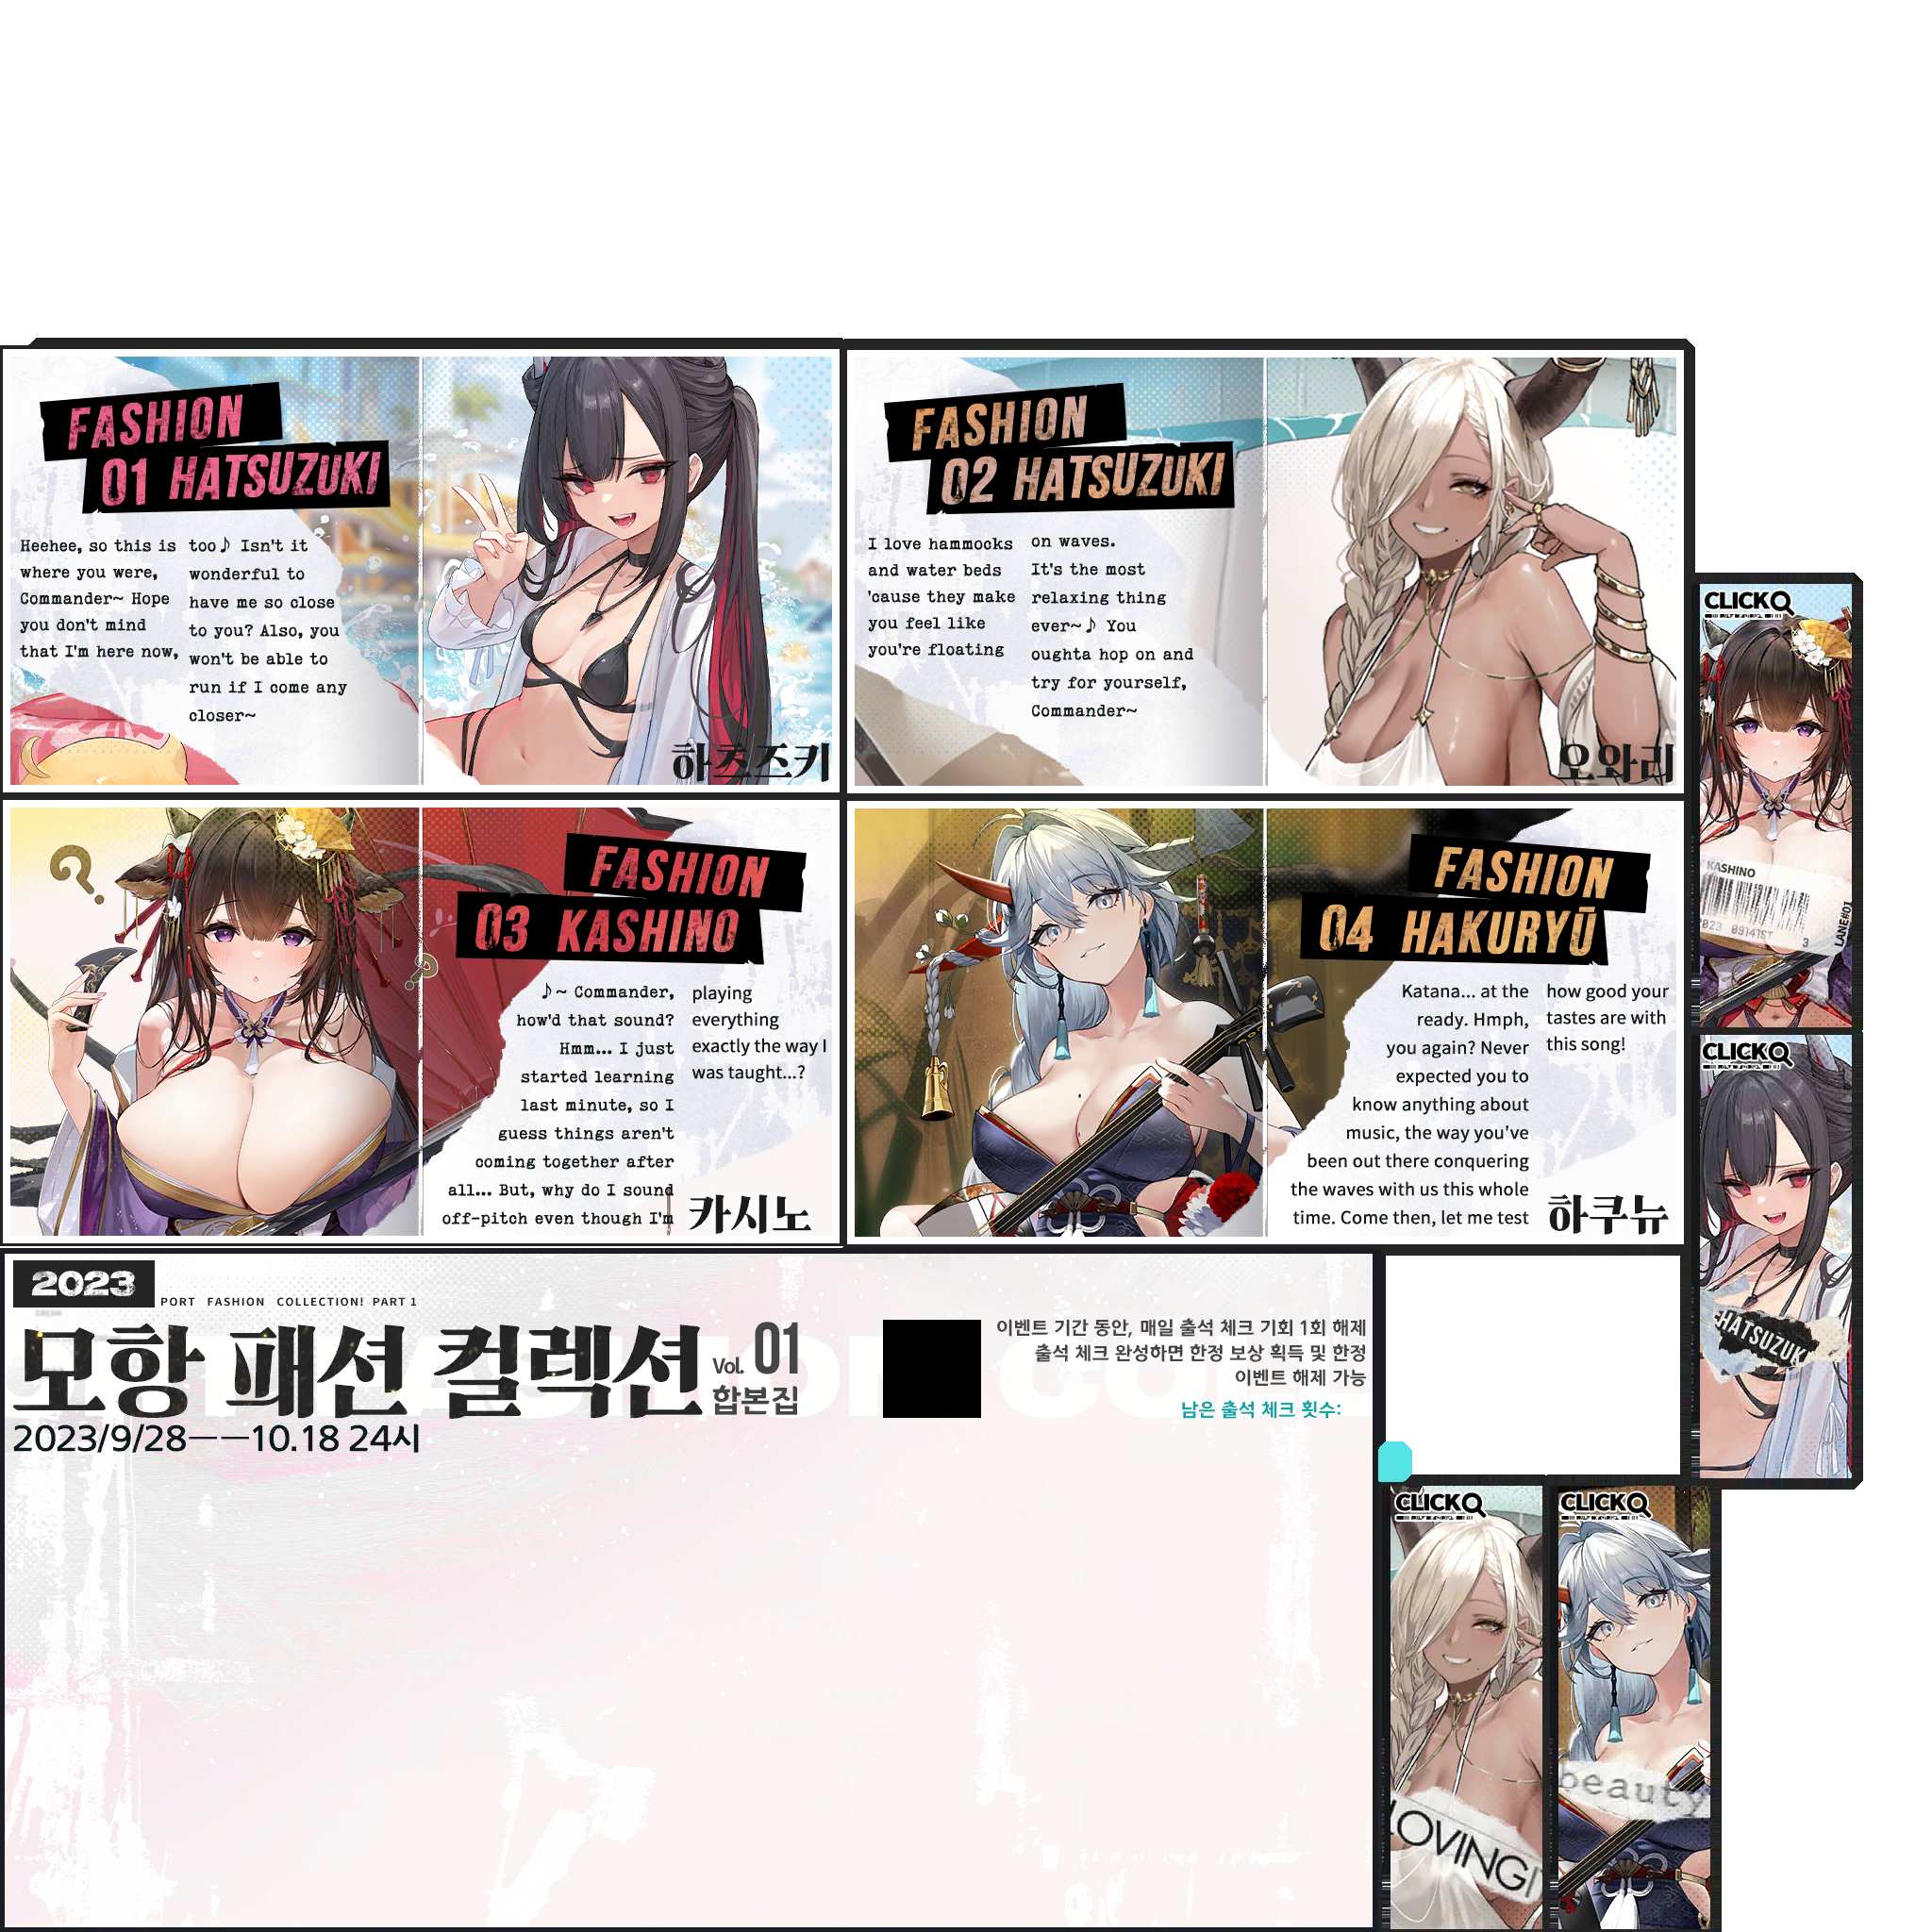 FASHION
01 HATSUZUKI
Heehee, so this is
where you were,
Commander~ Hope
you don't mind
that I'm here now,
too♪ Isn't it
wonderful to
have me so close
to you? Also, you
won't be able to
run if I come any
closer~
하츠즈키
FASHION
02 HATSUZUKI
I love hammocks
and water beds
'cause they make
you feel like
you're floating
on waves.
It's the most
relaxing thing
ever~♪ You
oughta hop on and
try for yourself,
Commander~
오와리
FASHION
03 KASHINO
♪~ Commander,
how'd that sound?
Hmm... I just
started learning
last minute, so I
guess things aren't
coming together after
all... But, why do I sound
off-pitch even though I'm
playing
everything
exactly the way I
was taught...?
카시노
FASHION
04 HAKURYŪ
Katana... at the
ready. Hmph,
you again? Never
expected you to
know anything about
music, the way you've
been out there conquering
the waves with us this whole
time. Come then, let me test
how good your
tastes are with
this song!
하쿠뉴
CLICK
KASHINO
2023 0914TST 3
LANE#01
CLICK
HATSUZUK
2023
PORT FASHION COLLECTION! PART 1
모항 패션 컬렉션
Vol. 01
합본집
2023/9/28——10.18 24시
이벤트 기간 동안, 매일 출석 체크 기회 1회 해제
출석 체크 완성하면 한정 보상 획득 및 한정
이벤트 해제 가능
남은 출석 체크 횟수:
CLICK
LOVING!
CLICK
beauty